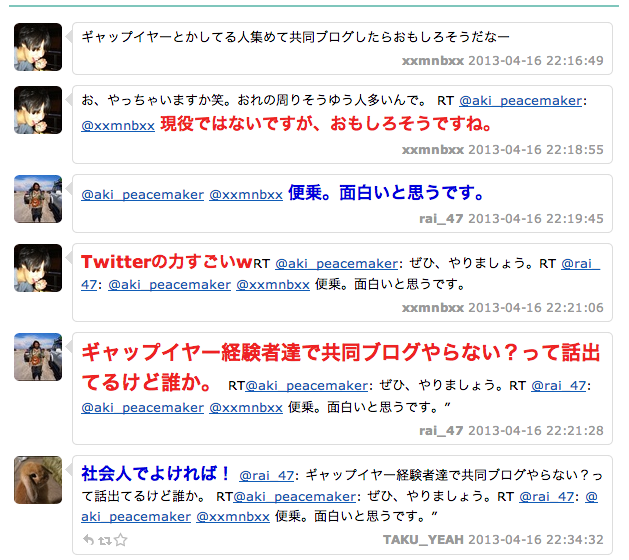 ギャップイヤーとかしてる人集めて共同ブログしたらおもしろそうだなー
xxmnbxx 2013-04-16 22:16:49
お、やっちゃいますか笑。おれの周りそうゆう人多いんで。 RT @aki_peacemaker:
@xxmnbxx 現役ではないですが、おもしろそうですね。
xxmnbxx 2013-04-16 22:18:55
@aki_peacemaker @xxmnbxx 便乗。面白いと思うです。
rai_47 2013-04-16 22:19:45
Twitterの力すごいwRT @aki_peacemaker: ぜひ、やりましょう。RT @rai_
47: @aki_peacemaker @xxmnbxx 便乗。面白いと思うです。
xxmnbxx 2013-04-16 22:21:06
ギャップイヤー経験者達で共同ブログやらない？って話出
てるけど誰か。 RT@aki_peacemaker: ぜひ、やりましょう。RT @rai_47:
@aki_peacemaker @xxmnbxx 便乗。面白いと思うです。”
rai_47 2013-04-16 22:21:28
社会人でよければ！ @rai_47: ギャップイヤー経験者達で共同ブログやらない？っ
て話出てるけど誰か。 RT@aki_peacemaker: ぜひ、やりましょう。RT @rai_47: @
aki_peacemaker @xxmnbxx 便乗。面白いと思うです。”
TAKU_YEAH 2013-04-16 22:34:32